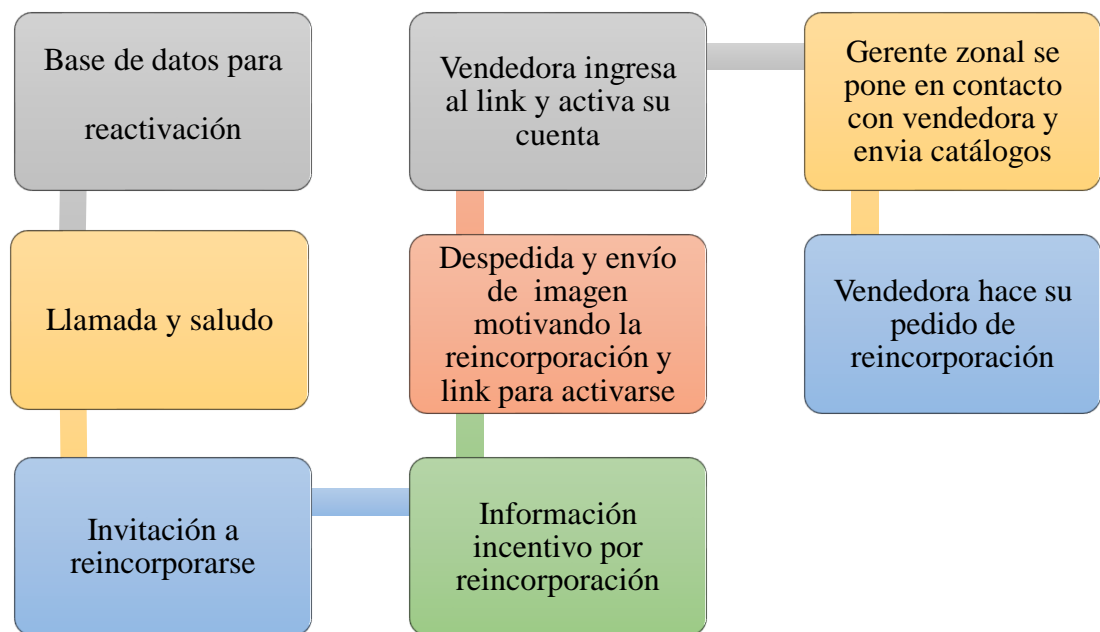 Base de datos para
reactivación
Llamada y saludo
Invitación a
reincorporarse
Información
incentivo por
reincorporación
Despedida y envío
de imagen
motivando la
reincorporación y
link para activarse
Vendedora ingresa
al link y activa su
cuenta
Gerente zonal se
pone en contacto
con vendedora y
envia catálogos
Vendedora hace su
pedido de
reincorporación